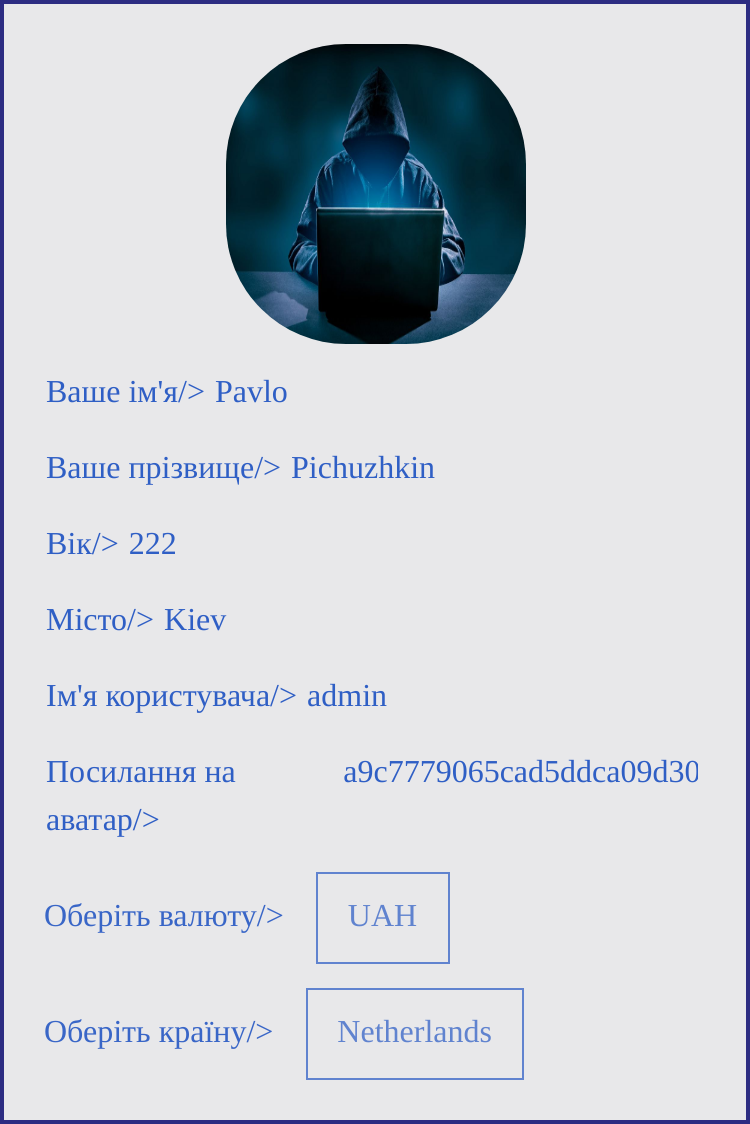 Ваше ім'я/> Pavlo
Ваше прізвище/> Pichuzhkin
Вік/> 222
Місто/> Kiev
Ім'я користувача/> admin
Посилання на a9c7779065cad5ddca09d30
аватар/>
Оберіть валюту/> UAH
Оберіть країну/> Netherlands